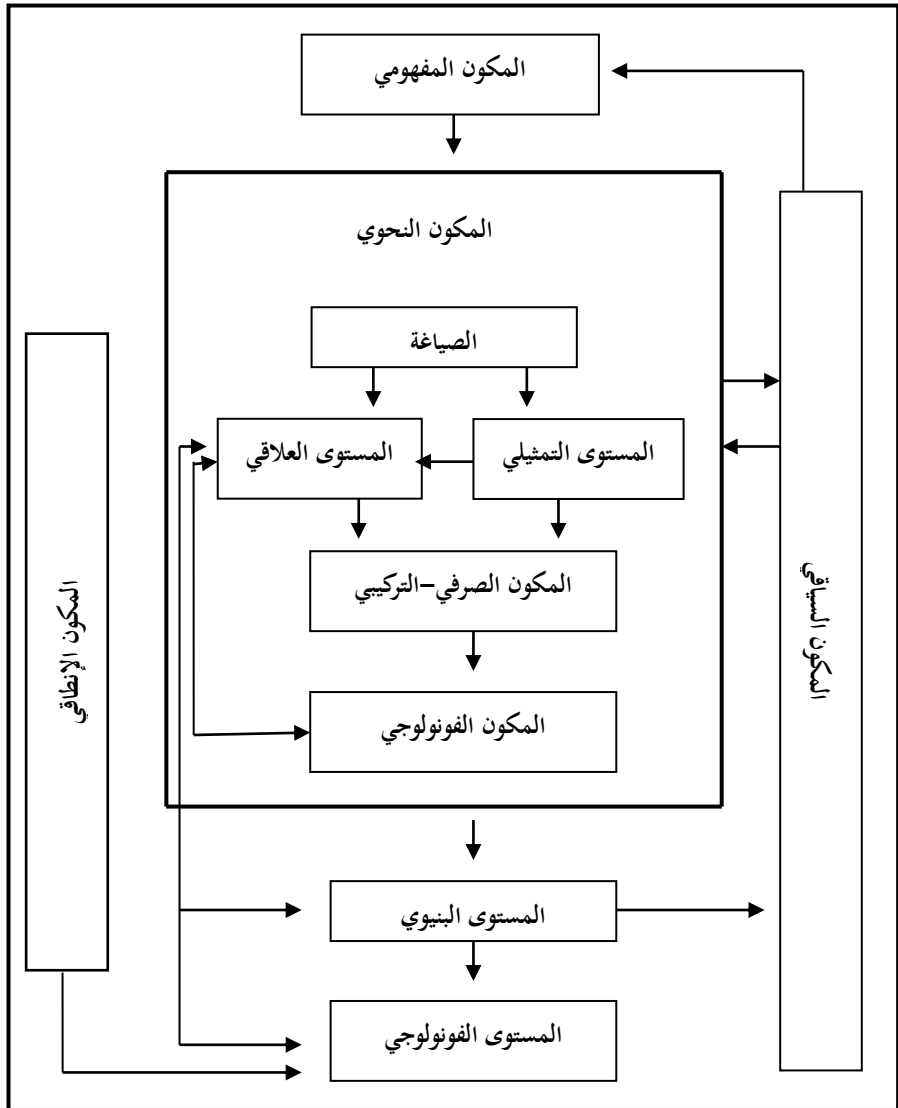 المكون المفهومي
المكون النحوي
الصياغة
المستوى التمثيلي
المستوى العلاقي
المكون الصرفي–التركيبي
المكون الفونولوجي
المكون السياقي
المكون الإنطاقي
المستوى البنيوي
المستوى الفونولوجي